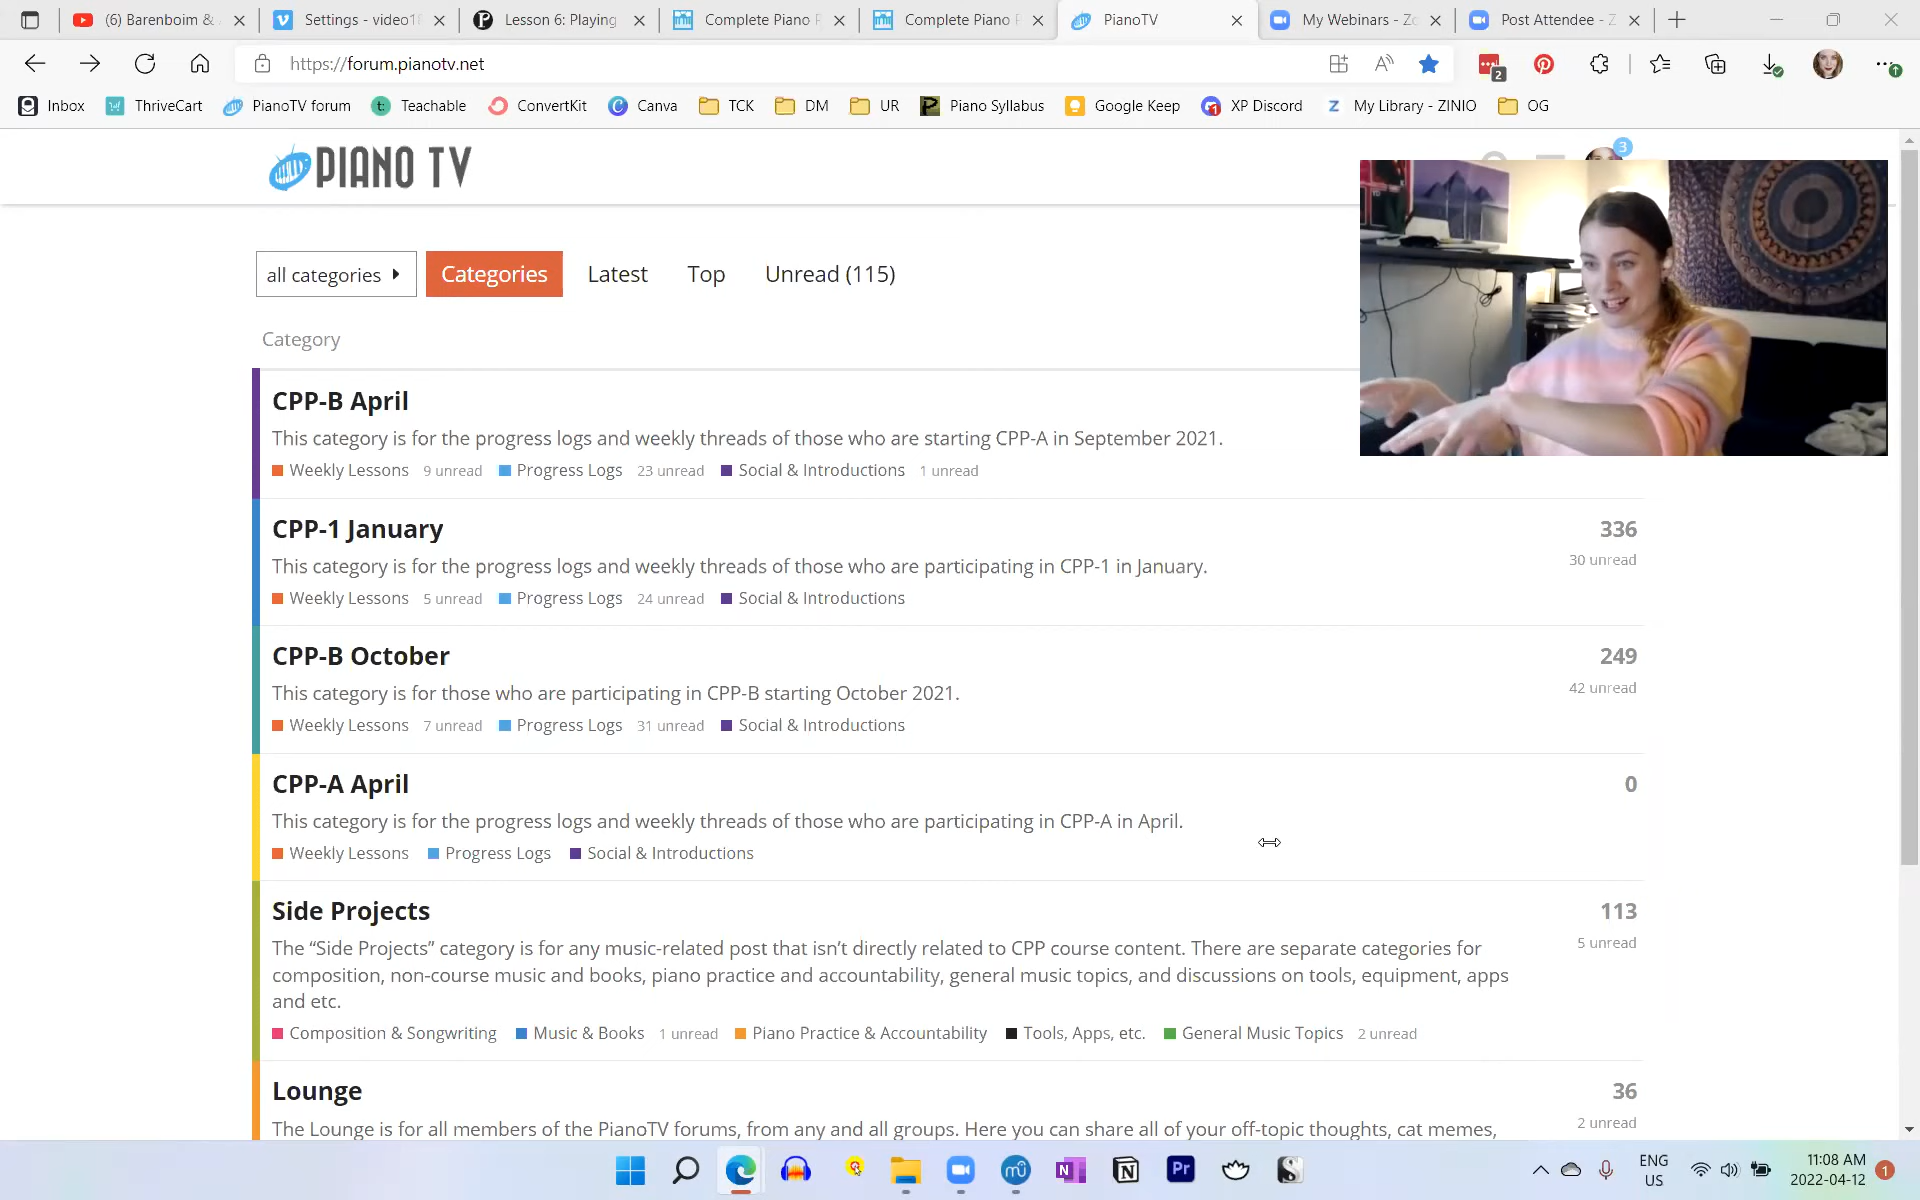 (6) Barenboim &
Settings - video1
Lesson 6: Playing
Complete Piano
Complete Piano
PianoTV
My Webinars - Zo
Post Attendee - Z
https://forum.pianotv.net
2
Inbox
ThriveCart
PianoTV forum
Teachable
ConvertKit
Canva
TCK
DM
UR
Piano Syllabus
Google Keep
XP Discord
My Library - ZINIO
OG
PIANO TV
3
all categories
Categories
Latest
Top
Unread (115)
Category
CPP-B April
This category is for the progress logs and weekly threads of those who are starting CPP-A in September 2021.
Weekly Lessons 9 unread Progress Logs 23 unread Social & Introductions 1 unread
CPP-1 January
336
This category is for the progress logs and weekly threads of those who are participating in CPP-1 in January.
30 unread
Weekly Lessons 5 unread Progress Logs 24 unread Social & Introductions
CPP-B October
249
This category is for those who are participating in CPP-B starting October 2021.
42 unread
Weekly Lessons 7 unread Progress Logs 31 unread Social & Introductions
CPP-A April
0
This category is for the progress logs and weekly threads of those who are participating in CPP-A in April.
Weekly Lessons Progress Logs Social & Introductions
Side Projects
113
The “Side Projects” category is for any music-related post that isn’t directly related to CPP course content. There are separate categories for
5 unread
composition, non-course music and books, piano practice and accountability, general music topics, and discussions on tools, equipment, apps
and etc.
Composition & Songwriting Music & Books 1 unread Piano Practice & Accountability Tools, Apps, etc. General Music Topics 2 unread
Lounge
36
The Lounge is for all members of the PianoTV forums, from any and all groups. Here you can share all of your off-topic thoughts, cat memes,
2 unread
ENG
US
11:08 AM
2022-04-12
1